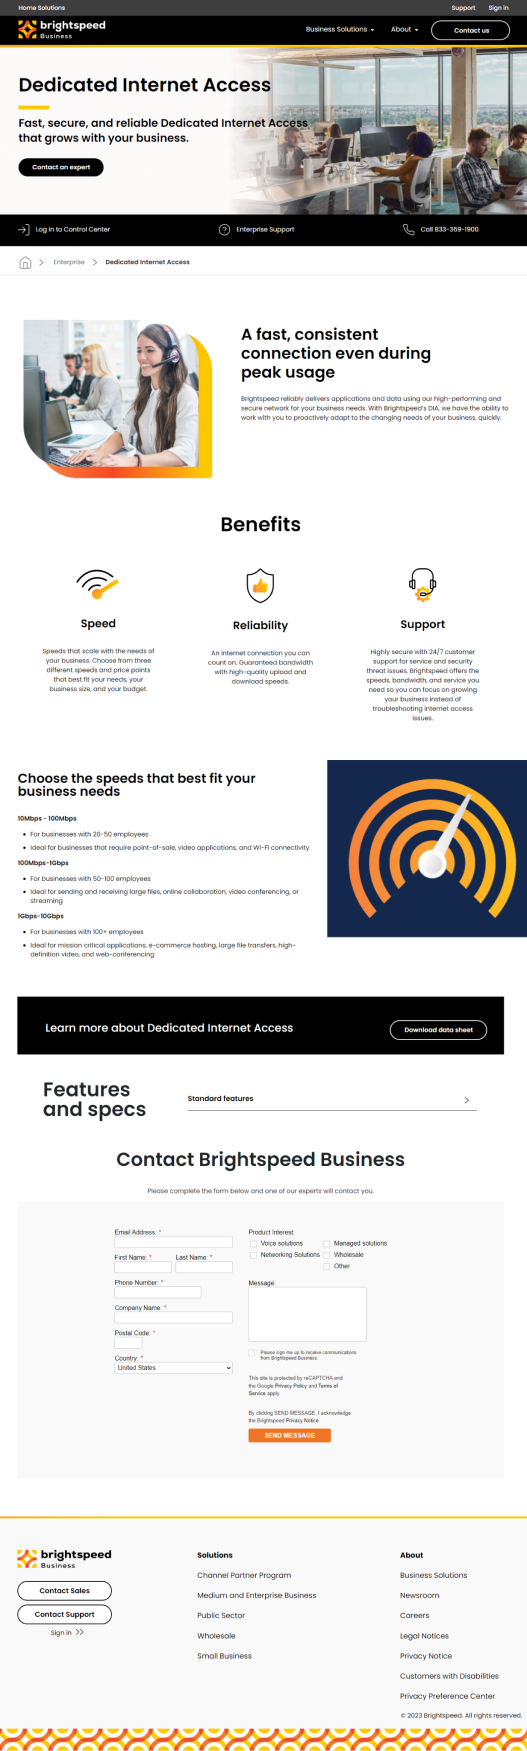 Home Solutions
Support
Sign in
brightspeed
Business
Business Solutions
About
Contact us
Dedicated Internet Access
Fast, secure, and reliable Dedicated Internet Access
that grows with your business.
Contact an expert
Log in to Control Center
Enterprise Support
Call 833-369-1900
Enterprise
Dedicated Internet Access
A fast, consistent
connection even during
peak usage
Brightspeed reliably delivers applications and data using our high-performing and
secure network for your business needs. With Brightspeed's DIA, we have the ability to
work with you to proactively adapt to the changing needs of your business, quickly.
Benefits
Speed
Speeds that scale with the needs of
your business. Choose from three
different speeds and price points
that best fit your needs, your
business size, and your budget.
Reliability
An internet connection you can
count on. Guaranteed bandwidth
with high-quality upload and
download speeds.
Support
Highly secure with 24/7 customer
support for service and security
threat issues. Brightspeed offers the
speeds, bandwidth, and service you
need so you can focus on growing
your business instead of
troubleshooting internet access
issues.
Choose the speeds that best fit your
business needs
10Mbps - 100Mbps
For businesses with 20-50 employees
Ideal for businesses that require point-of-sale, video applications, and Wi-Fi connectivity
100Mbps-1Gbps
For businesses with 50-100 employees
Ideal for sending and receiving large files, online collaboration, video conferencing, or
streaming
1Gbps-10Gbps
For businesses with 100+ employees
Ideal for mission critical applications, e-commerce hosting, large file transfers, high-
definition video, and web-conferencing
Learn more about Dedicated Internet Access
Download data sheet
Features
and specs
Standard features
Contact Brightspeed Business
Please complete the form below and one of our experts will contact you.
Email Address: *
First Name: *
Last Name: *
Phone Number: *
Company Name: *
Postal Code: *
Country: *
United States
Product Interest:
Voice solutions
Managed solutions
Networking Solutions
Wholesale
Other
Message:
Please sign me up to receive communications
from Brightspeed Business.
This site is protected by reCAPTCHA and
the Google Privacy Policy and Terms of
Service apply.
By clicking SEND MESSAGE, I acknowledge
the Brightspeed Privacy Notice.
SEND MESSAGE
brightspeed
Business
Contact Sales
Contact Support
Sign in
Solutions
Channel Partner Program
Medium and Enterprise Business
Public Sector
Wholesale
Small Business
About
Business Solutions
Newsroom
Careers
Legal Notices
Privacy Notice
Customers with Disabilities
Privacy Preference Center
© 2023 Brightspeed. All rights reserved.